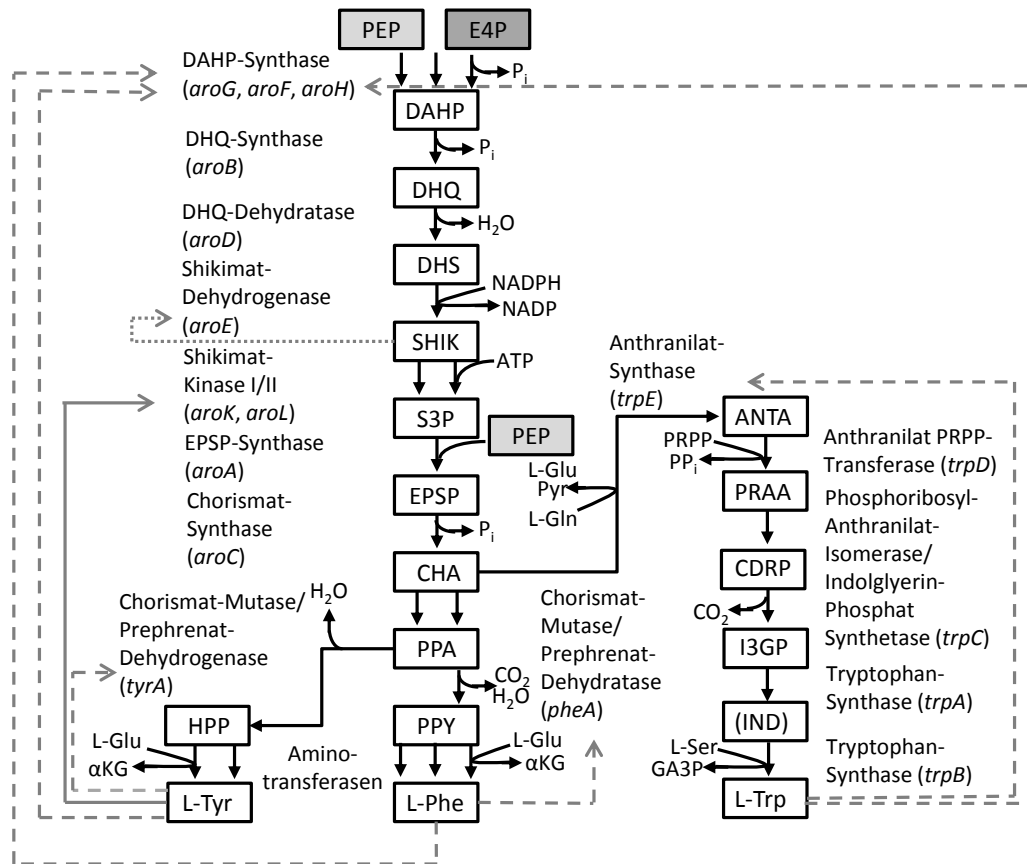 PEP
E4P
DAHP-Synthase
(aroG, aroF, aroH)
Pi
DAHP
DHQ-Synthase
(aroB)
Pi
DHQ
DHQ-Dehydratase
(aroD)
H2O
DHS
Shikimat-
Dehydrogenase
(aroE)
NADPH
NADP
SHIK
Shikimat-
Kinase I/II
(aroK, aroL)
ATP
S3P
EPSP-Synthase
(aroA)
PEP
EPSP
Chorismat-
Synthase
(aroC)
Pi
CHA
Anthranilat-
Synthase
(trpE)
L-Glu
Pyr
L-Gln
ANTA
PRPP
PPi
Anthranilat PRPP-
Transferase (trpD)
PRAA
Phosphoribosyl-
Anthranilat-
Isomerase/
Indolglyerin-
Phosphat
Synthetase (trpC)
CDRP
CO2
I3GP
Tryptophan-
Synthase (trpA)
(IND)
L-Ser
GA3P
Tryptophan-
Synthase (trpB)
L-Trp
Chorismat-Mutase/
Prephrenat-
Dehydrogenase
(tyrA)
H2O
PPA
Chorismat-
Mutase/
Prephrenat-
Dehydratase
(pheA)
CO2
H2O
HPP
PPY
L-Glu
αKG
Amino-
transferasen
L-Glu
αKG
L-Tyr
L-Phe